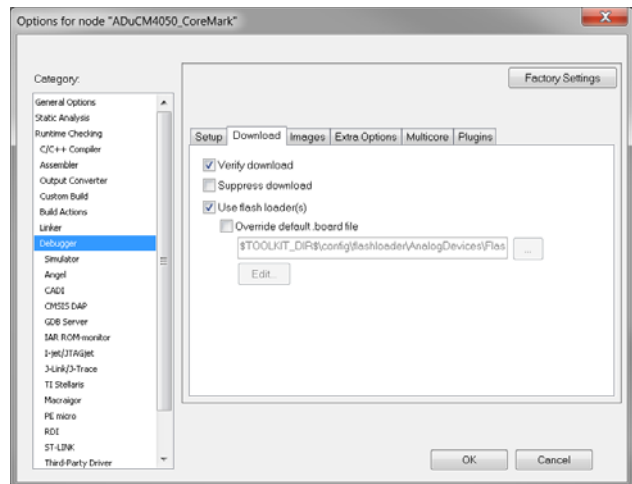 Options for node "ADuCM4050_CoreMark"
Category:
Factory Settings
General Options
Static Analysis
Runtime Checking
C/C++ Compiler
Assembler
Output Converter
Custom Build
Build Actions
Linker
Debugger
Simulator
Angel
CADI
CMSIS DAP
GDB Server
IAR ROM-monitor
I-jet/JTAGjet
J-Link/J-Trace
TI Stellaris
Macraigor
PE micro
RDI
ST-LINK
Third-Party Driver
Setup Download Images Extra Options Multicore Plugins
Verify download
Suppress download
Use flash loader(s)
Override default .board file
$TOOLKIT_DIR$\config\flashloader\AnalogDevices\Flas
...
Edit...
OK Cancel